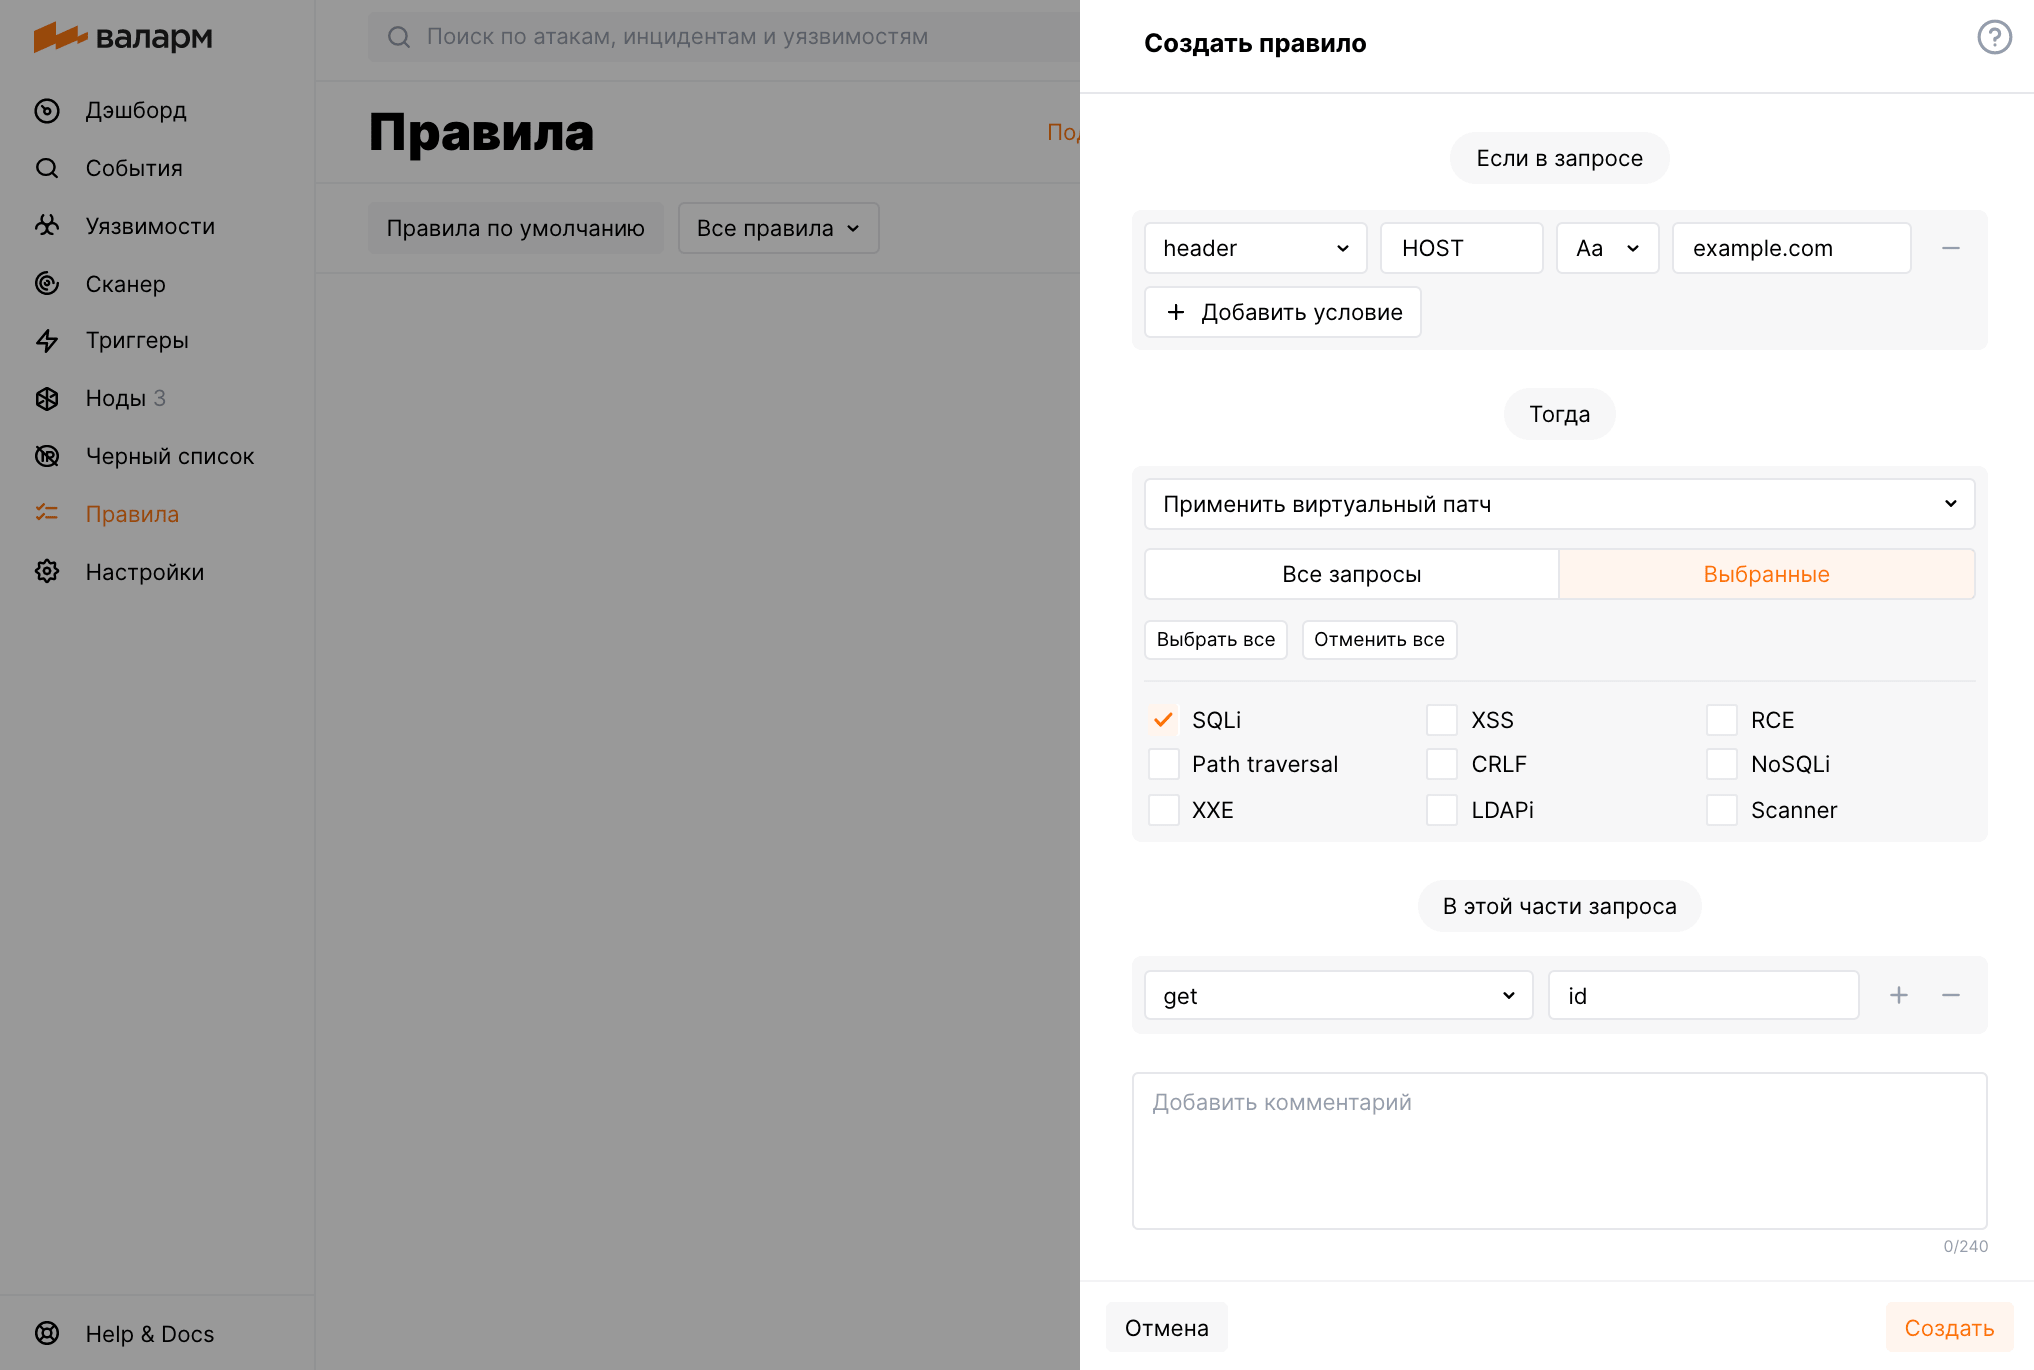 валарм
Дэшборд
События
Уязвимости
Сканер
Триггеры
Ноды 3
Черный список
Правила
Настройки
Help & Docs
Поиск по атакам, инцидентам и уязвимостям
Правила
Правила по умолчанию
Все правила
Создать правило
Если в запросе
header HOST Aa example.com
+ Добавить условие
Тогда
Применить виртуальный патч
Все запросы Выбранные
Выбрать все Отменить все
SQLi XSS RCE
Path traversal CRLF NoSQLi
XXE LDAPi Scanner
В этой части запроса
get id
Добавить комментарий
0/240
Отмена Создать